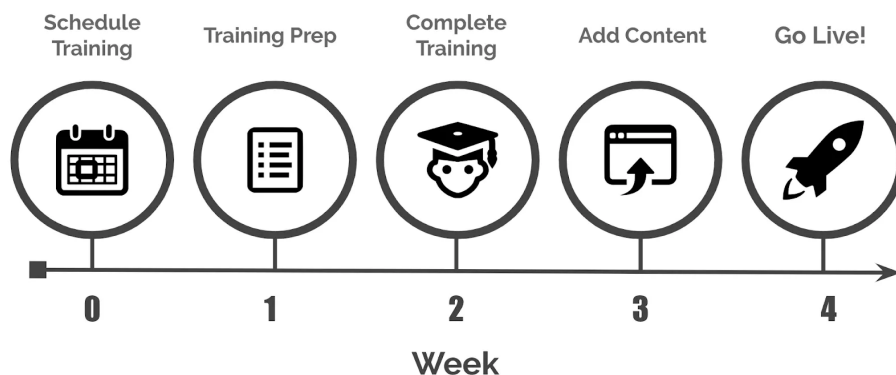 Schedule
Training
Training Prep
Complete
Training
Add Content
Go Live!
0
1
2
3
4
Week